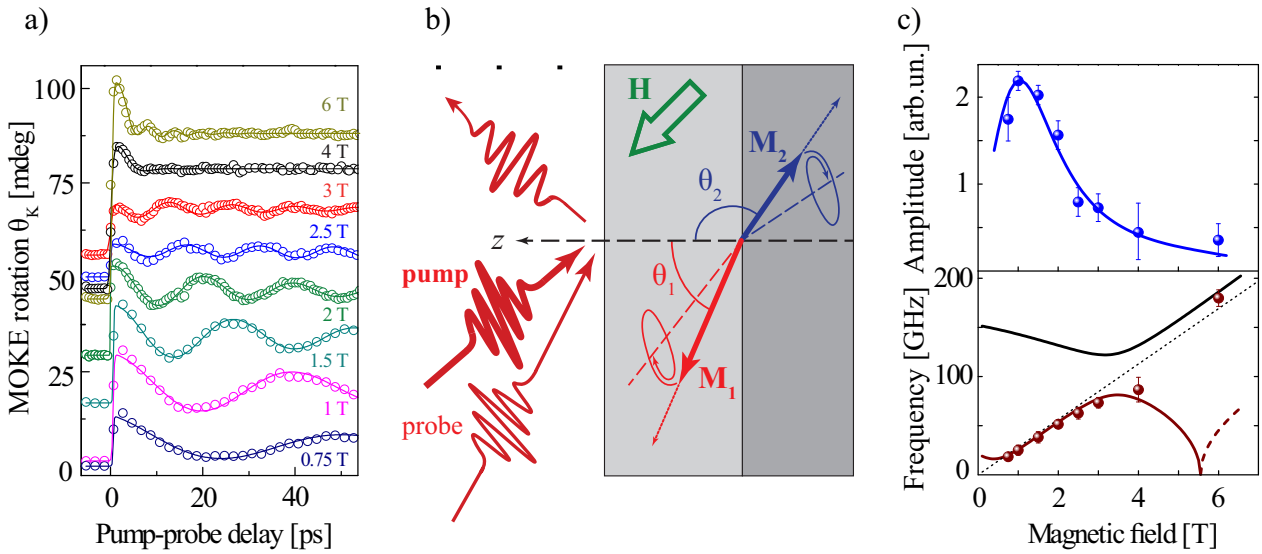 a)
MOKE rotation θK [mdeg]
100
75
50
25
0
6 T
4 T
3 T
2.5 T
2 T
1.5 T
1 T
0.75 T
0
20
40
Pump-probe delay [ps]
b)
H
M2
θ2
z
pump
θ1
M1
probe
c)
Amplitude [arb.un.]
2
1
Frequency [GHz]
200
100
0
0
2
4
6
Magnetic field [T]